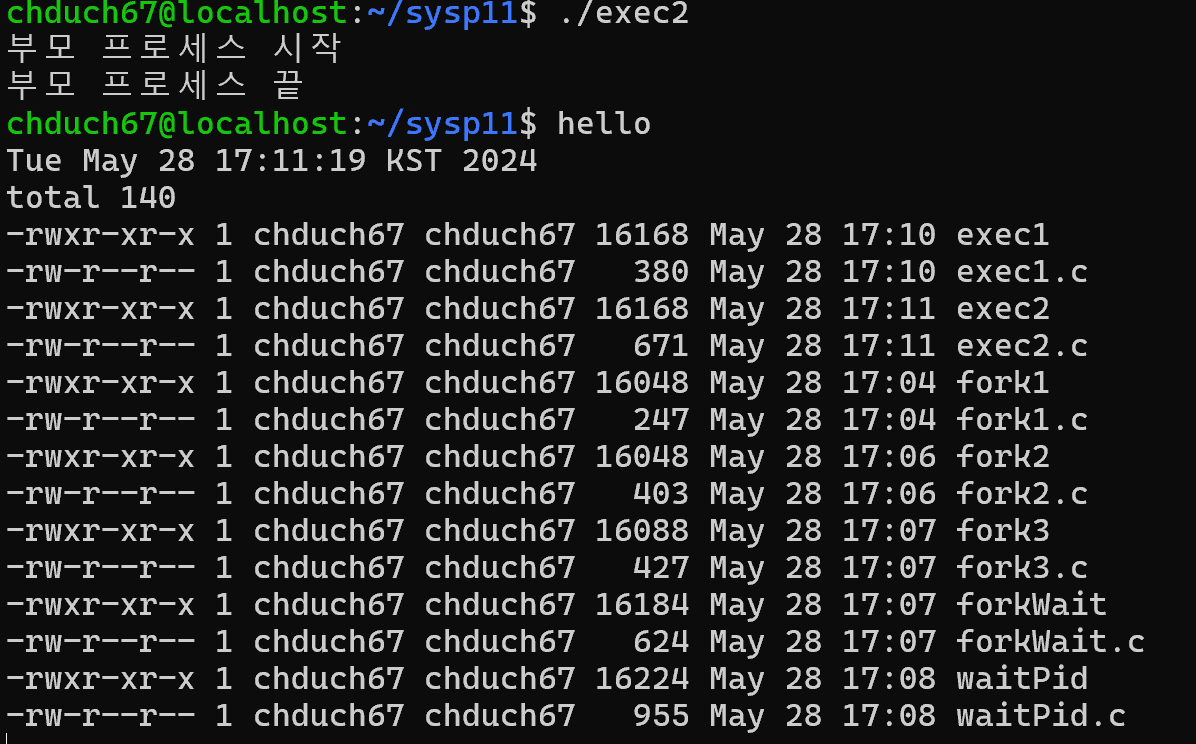 chduch67@localhost:~/sysp11$ ./exec2
부모 프로세스 시작
부모 프로세스 끝
chduch67@localhost:~/sysp11$ hello
Tue May 28 17:11:19 KST 2024
total 140
-rwxr-xr-x 1 chduch67 chduch67 16168 May 28 17:10 exec1
-rw-r--r-- 1 chduch67 chduch67   380 May 28 17:10 exec1.c
-rwxr-xr-x 1 chduch67 chduch67 16168 May 28 17:11 exec2
-rw-r--r-- 1 chduch67 chduch67   671 May 28 17:11 exec2.c
-rwxr-xr-x 1 chduch67 chduch67 16048 May 28 17:04 fork1
-rw-r--r-- 1 chduch67 chduch67   247 May 28 17:04 fork1.c
-rwxr-xr-x 1 chduch67 chduch67 16048 May 28 17:06 fork2
-rw-r--r-- 1 chduch67 chduch67   403 May 28 17:06 fork2.c
-rwxr-xr-x 1 chduch67 chduch67 16088 May 28 17:07 fork3
-rw-r--r-- 1 chduch67 chduch67   427 May 28 17:07 fork3.c
-rwxr-xr-x 1 chduch67 chduch67 16184 May 28 17:07 forkWait
-rw-r--r-- 1 chduch67 chduch67   624 May 28 17:07 forkWait.c
-rwxr-xr-x 1 chduch67 chduch67 16224 May 28 17:08 waitPid
-rw-r--r-- 1 chduch67 chduch67   955 May 28 17:08 waitPid.c